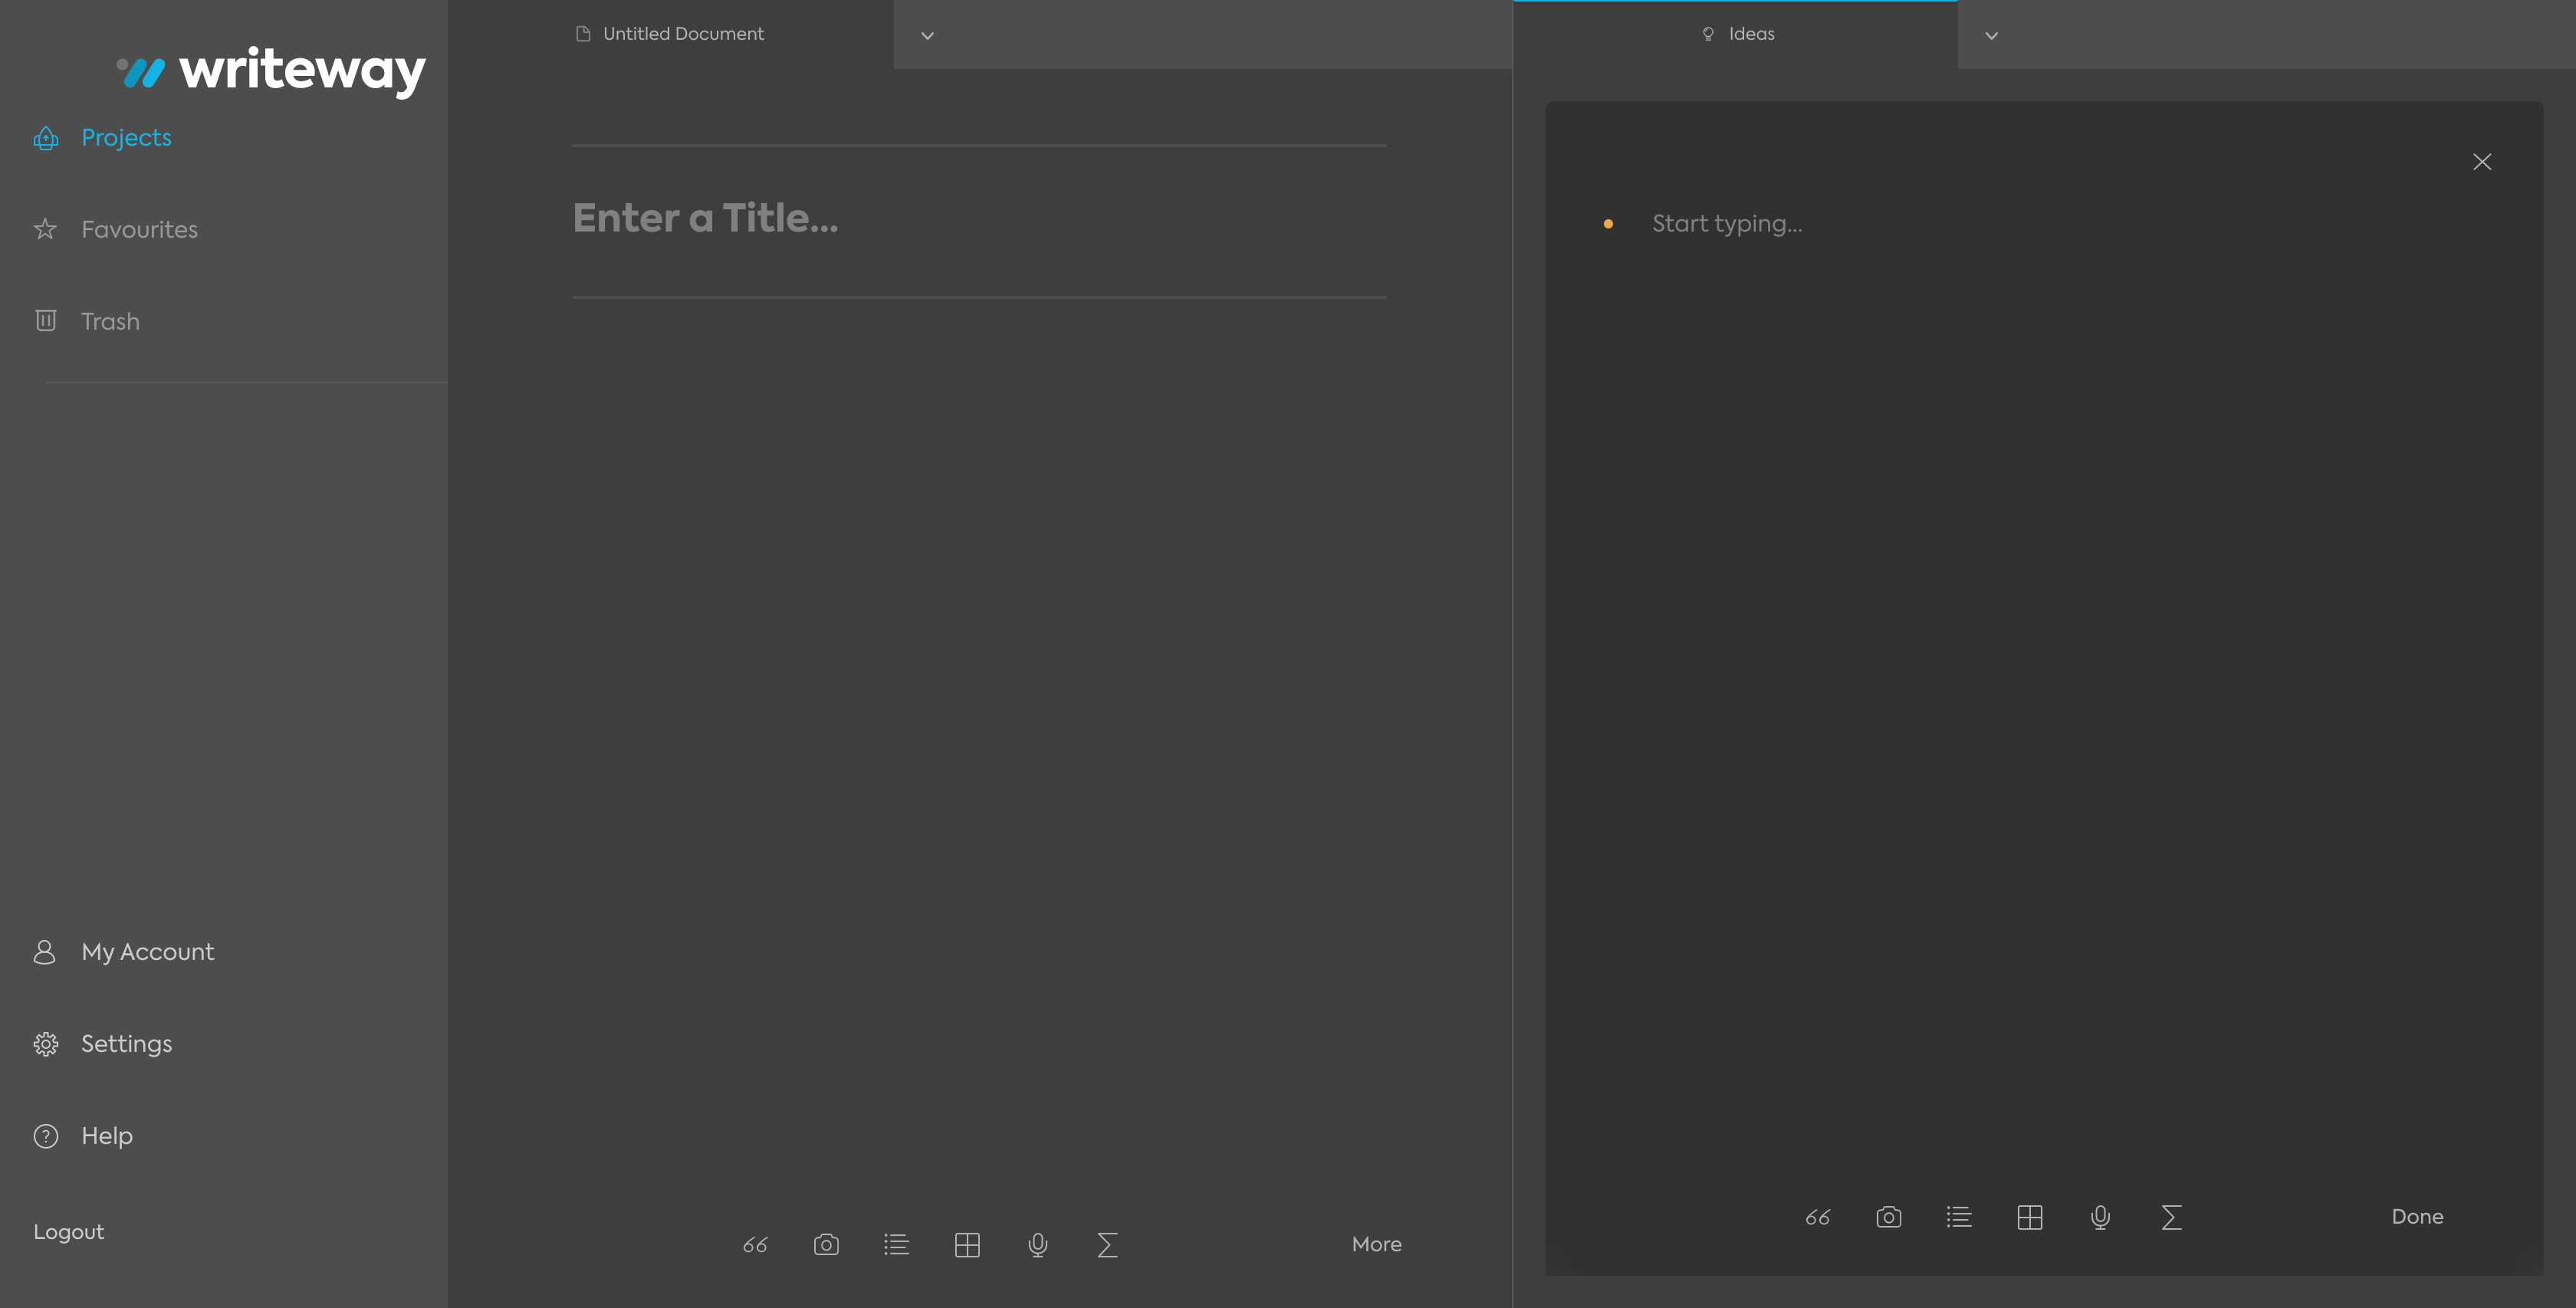 writeway
Projects
Favourites
Trash
My Account
Settings
Help
Logout
Untitled Document
Enter a Title...
More
Ideas
Start typing...
Done